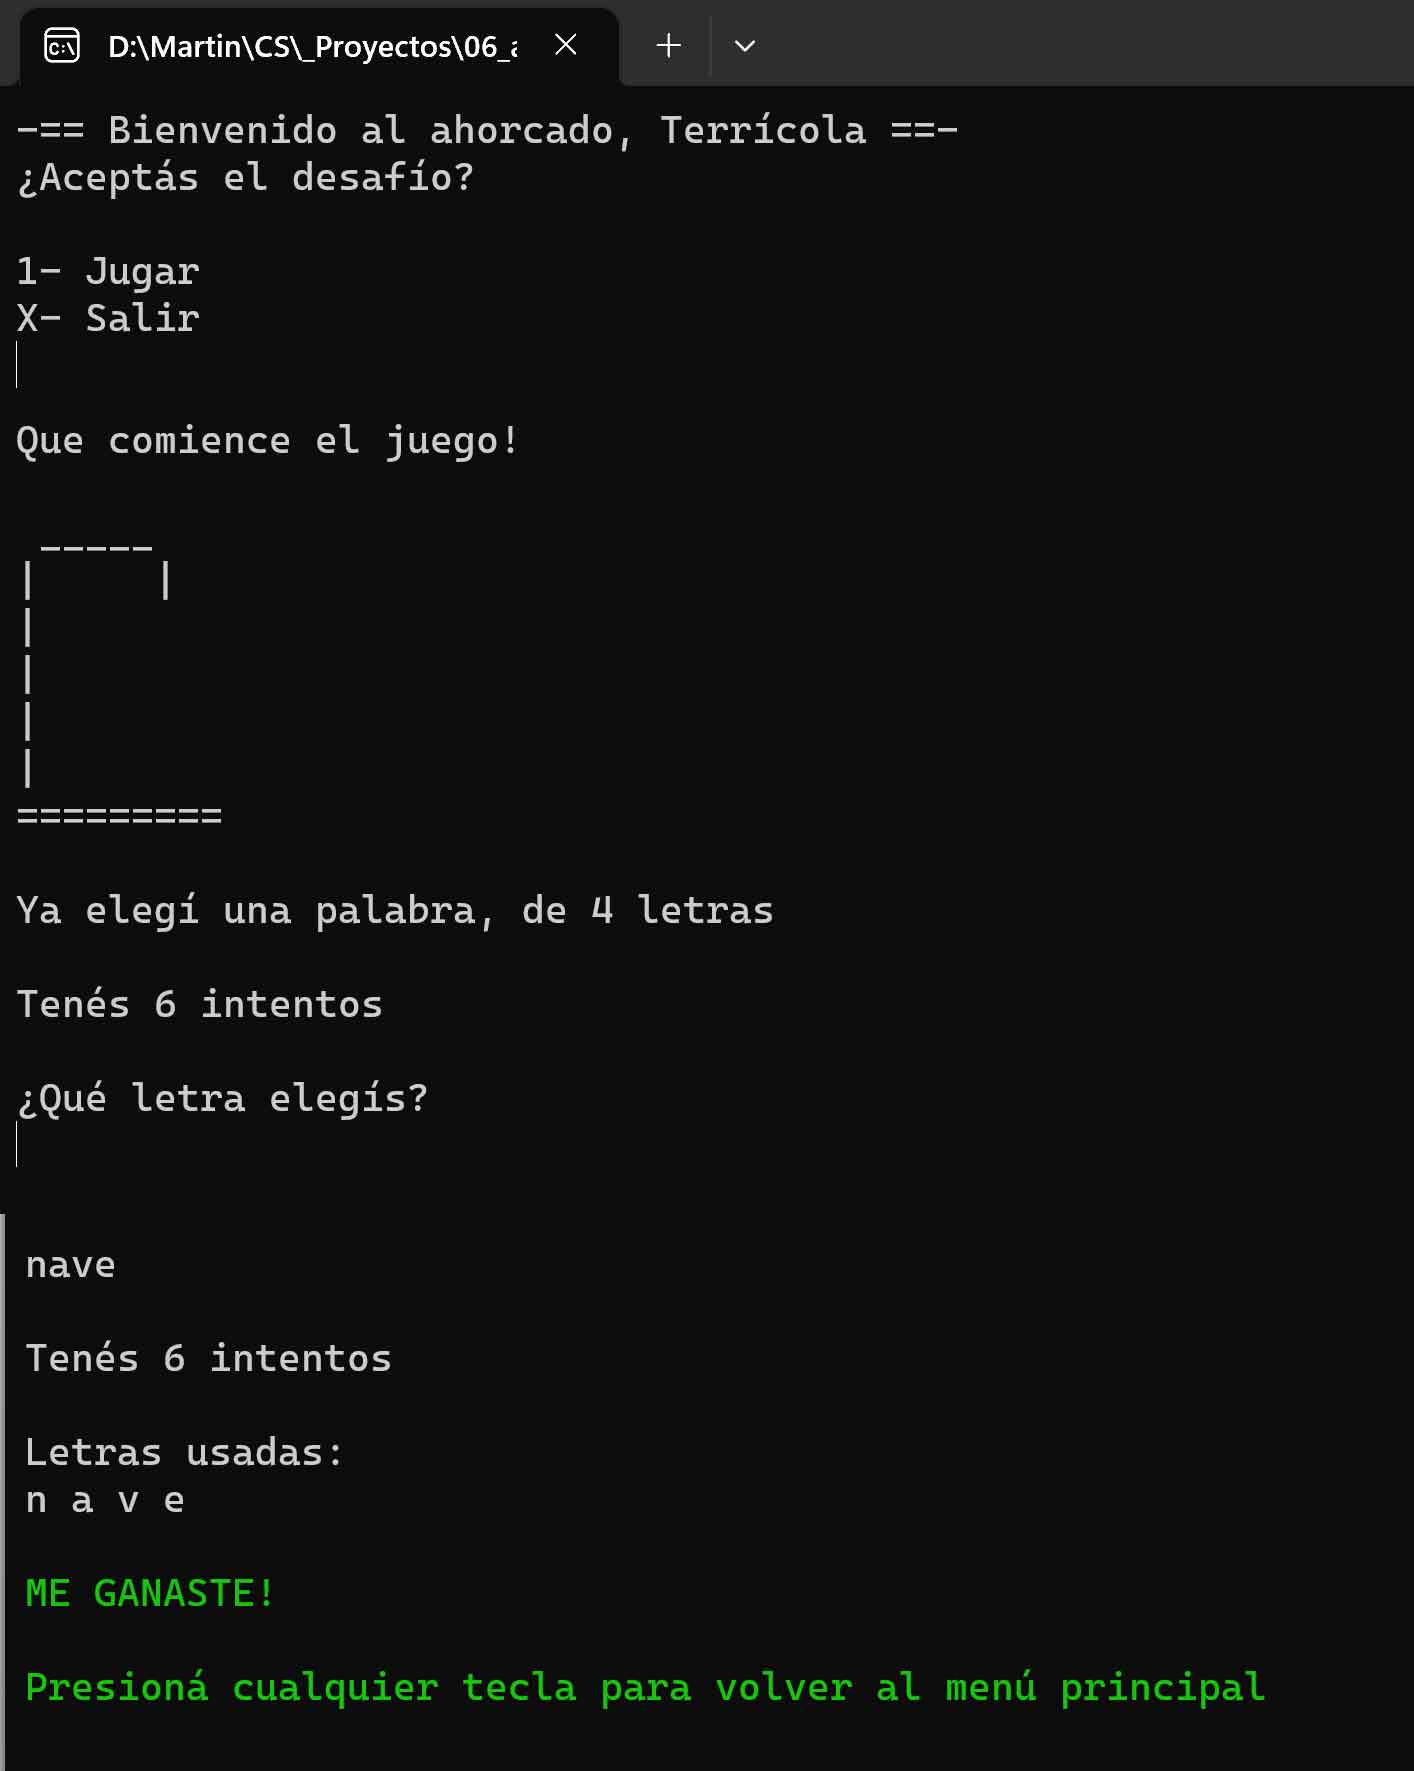 D:\Martin\CS\_Proyectos\06_
-== Bienvenido al ahorcado, Terrícola ==-
¿Aceptás el desafío?
1- Jugar
X- Salir
Que comience el juego!
 -----
|     |
|
|
|
|
=========
Ya elegí una palabra, de 4 letras
Tenés 6 intentos
¿Qué letra elegís?
nave
Tenés 6 intentos
Letras usadas:
n a v e
ME GANASTE!
Presioná cualquier tecla para volver al menú principal